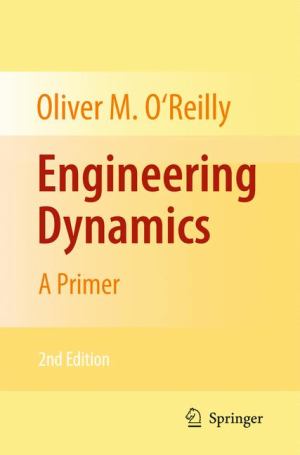 Oliver M. O‘Reilly
Engineering
Dynamics
A Primer
2nd Edition
Springer